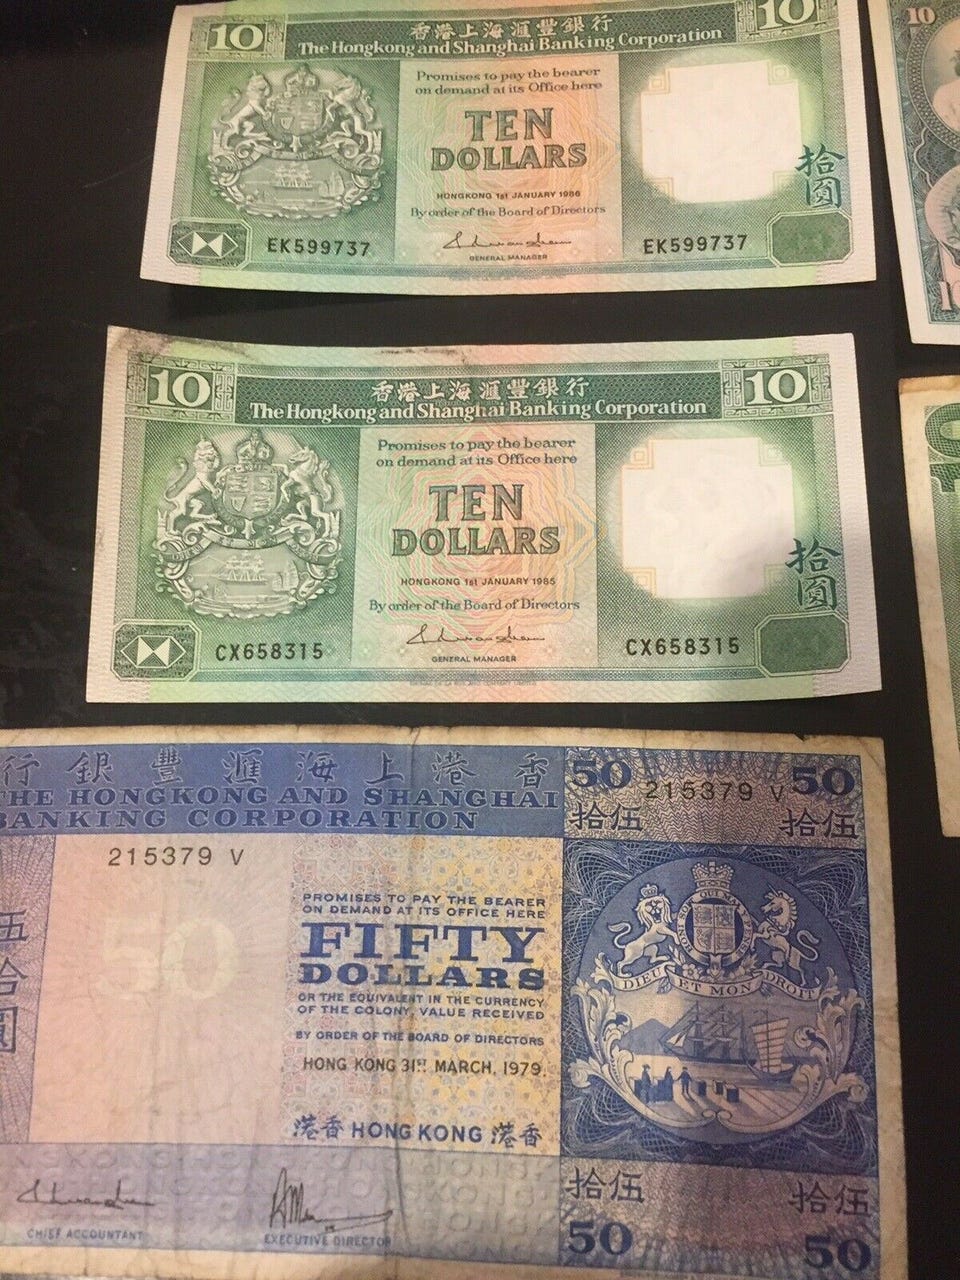 10
香港上海滙豐銀行
10
The Hongkong and Shanghai Banking Corporation
Promises to pay the bearer
on demand at its Office here
TEN
DOLLARS
HONGKONG 1st JANUARY 1986
By order of the Board of Directors
GENERAL MANAGER
EK599737
EK599737
拾
圓
10
10
香港上海滙豐銀行
10
The Hongkong and Shanghai Banking Corporation
Promises to pay the bearer
on demand at its Office here
TEN
DOLLARS
HONGKONG 1st JANUARY 1985
By order of the Board of Directors
GENERAL MANAGER
CX658315
CX658315
拾
圓
行銀豐滙海上港香
THE HONGKONG AND SHANGHAI
BANKING CORPORATION
215379 V
50
伍
拾
圓
PROMISES TO PAY THE BEARER
ON DEMAND AT ITS OFFICE HERE
FIFTY
DOLLARS
OR THE EQUIVALENT IN THE CURRENCY
OF THE COLONY, VALUE RECEIVED
BY ORDER OF THE BOARD OF DIRECTORS
HONG KONG 31ST MARCH, 1979.
港香 HONG KONG 港香
CHIEF ACCOUNTANT
EXECUTIVE DIRECTOR
50 215379 V 50
拾伍 拾伍
DIEU ET MON DROIT
拾伍 拾伍
50 50